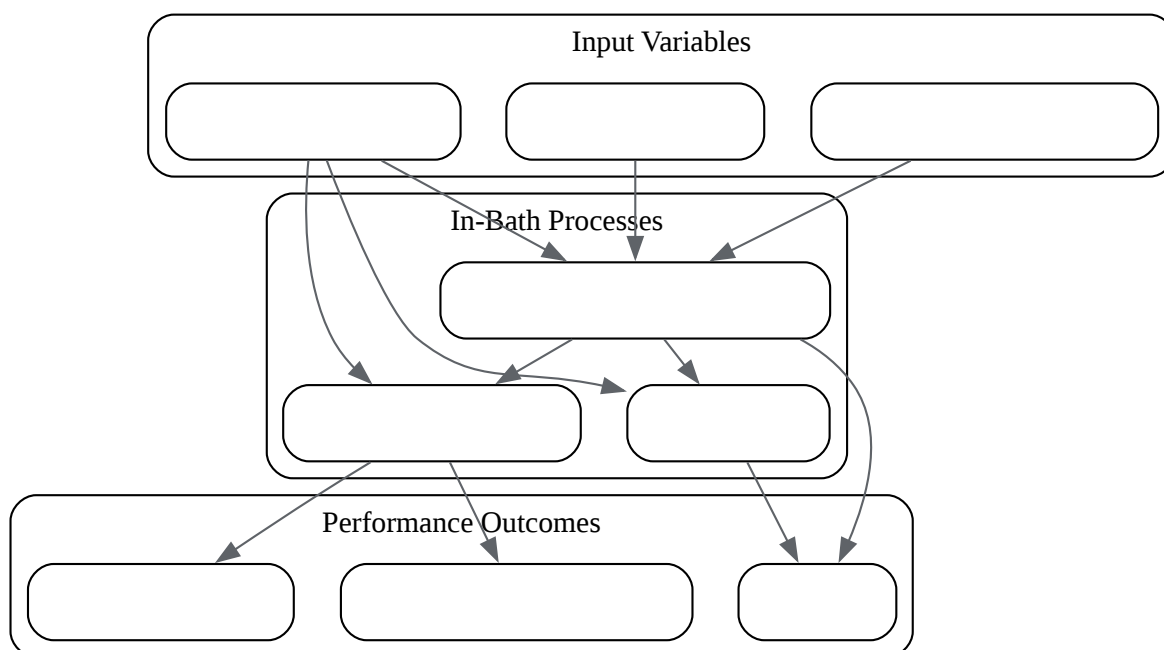 Input Variables
In-Bath Processes
Performance Outcomes